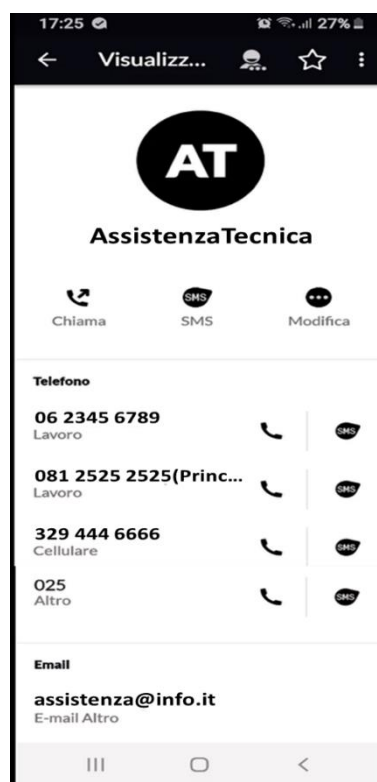 17:25 27%
Visualizz...
AT
AssistenzaTecnica
SMS
Chiama SMS Modifica
Telefono
06 2345 6789
Lavoro SMS
081 2525 2525(Princ...
Lavoro SMS
329 444 6666
Cellulare SMS
025
Altro SMS
Email
assistenza@info.it
E-mail Altro